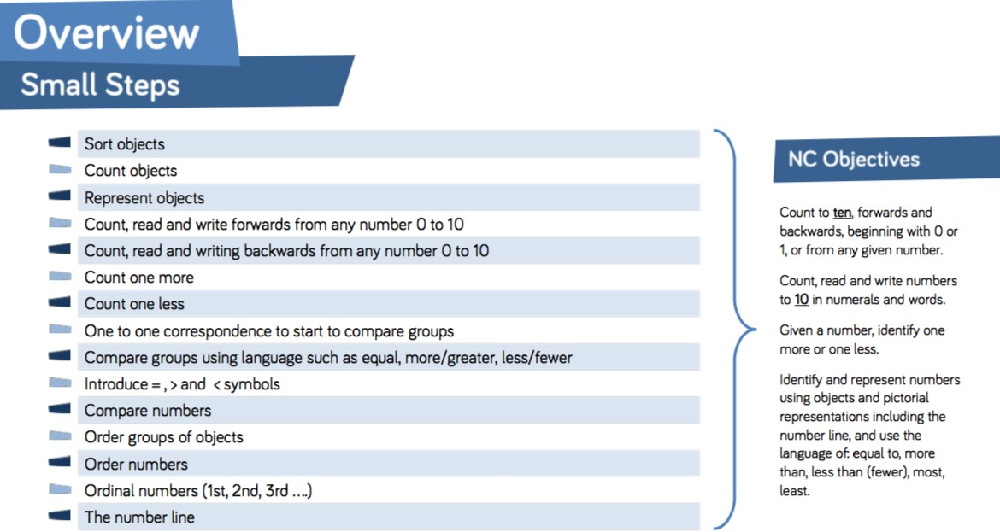 Overview
Small Steps
Sort objects
Count objects
Represent objects
Count, read and write forwards from any number 0 to 10
Count, read and writing backwards from any number 0 to 10
Count one more
Count one less
One to one correspondence to start to compare groups
Compare groups using language such as equal, more/greater, less/fewer
Introduce = , > and < symbols
Compare numbers
Order groups of objects
Order numbers
Ordinal numbers (1st, 2nd, 3rd ....)
The number line
NC Objectives
Count to ten, forwards and
backwards, beginning with 0 or
1, or from any given number.
Count, read and write numbers
to 10 in numerals and words.
Given a number, identify one
more or one less.
Identify and represent numbers
using objects and pictorial
representations including the
number line, and use the
language of: equal to, more
than, less than (fewer), most,
least.